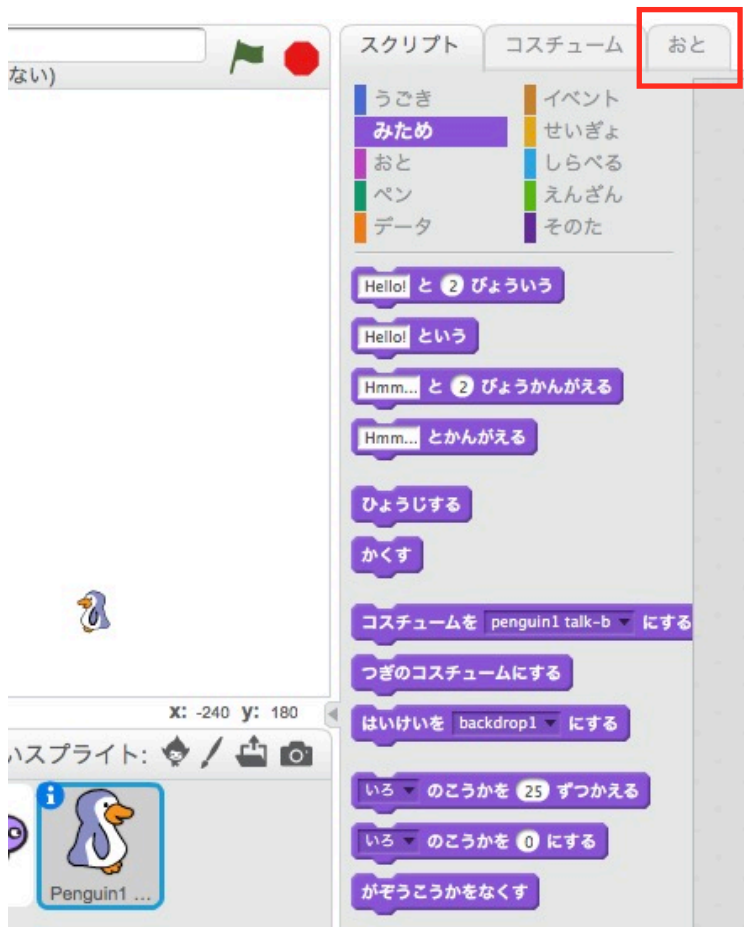 ない)
スクリプト
コスチューム
おと
うごき
イベント
みため
せいぎょ
おと
しらべる
ペン
えんざん
データ
そのた
Hello! と 2 びょういう
Hello! という
Hmm... と 2 びょうかんがえる
Hmm... とかんがえる
ひょうじする
かくす
コスチュームを penguin1 talk-b にする
つぎのコスチュームにする
はいけいを backdrop1 にする
いろ のこうかを 25 ずつかえる
いろ のこうかを 0 にする
がぞうこうかをなくす
X: -240 y: 180
いスプライト:
Penguin1 ...